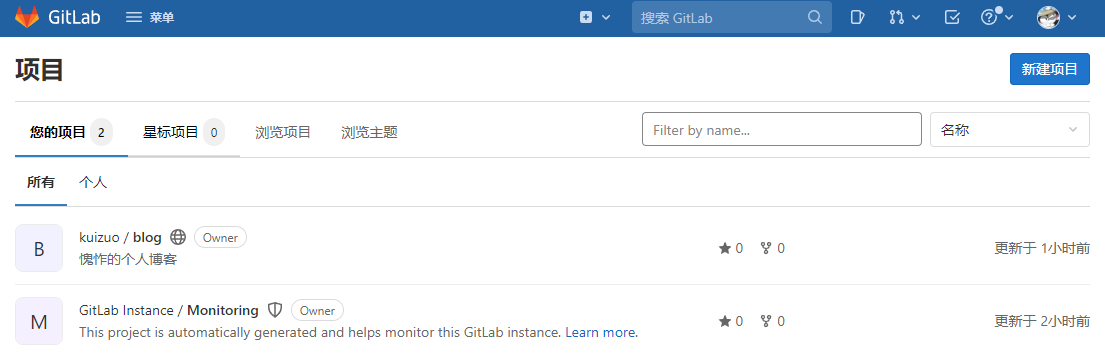 GitLab 菜单 搜索 GitLab
项目 新建项目
您的项目 2 星标项目 0 浏览项目 浏览主题 Filter by name... 名称
所有 个人
B kuizuo / blog Owner 0 0 更新于 1小时前
愧怍的个人博客
M GitLab Instance / Monitoring Owner 0 0 更新于 2小时前
This project is automatically generated and helps monitor this GitLab instance. Learn more.